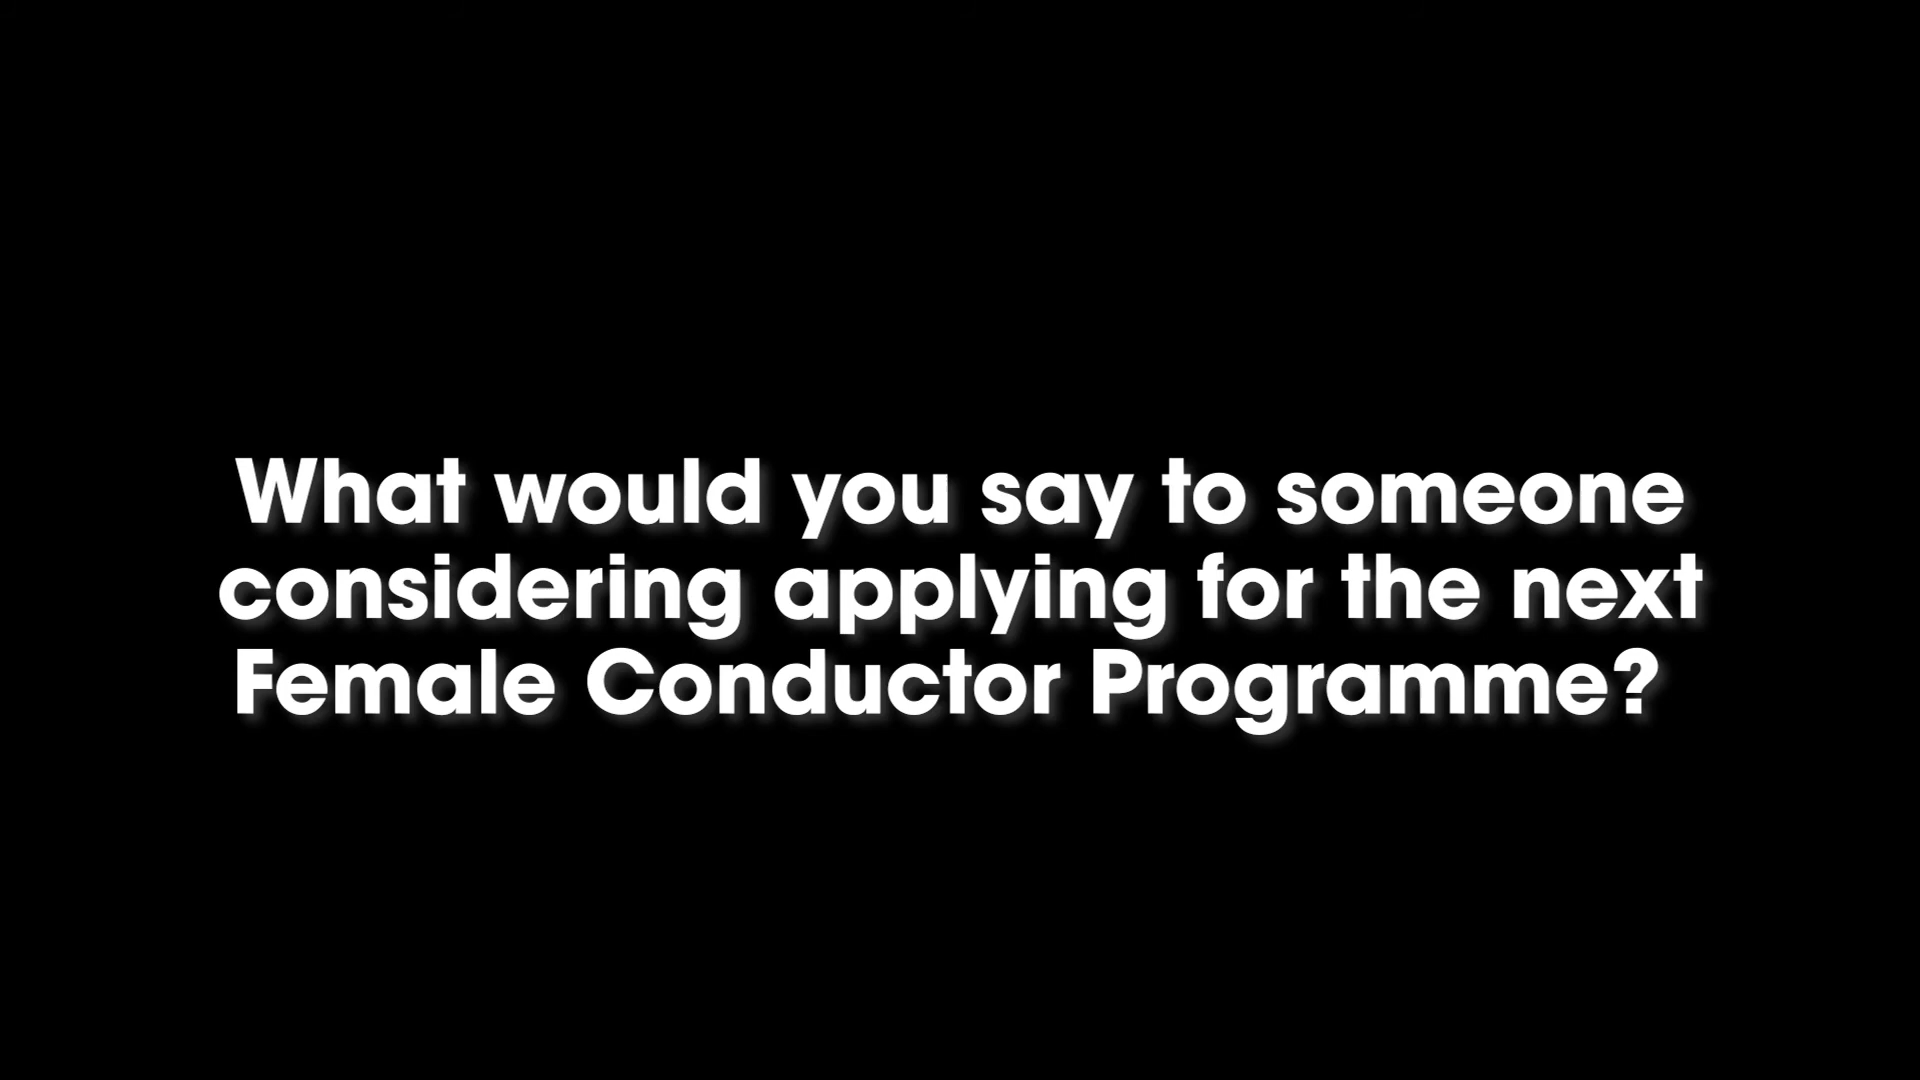 What would you say to someone
considering applying for the next
Female Conductor Programme?